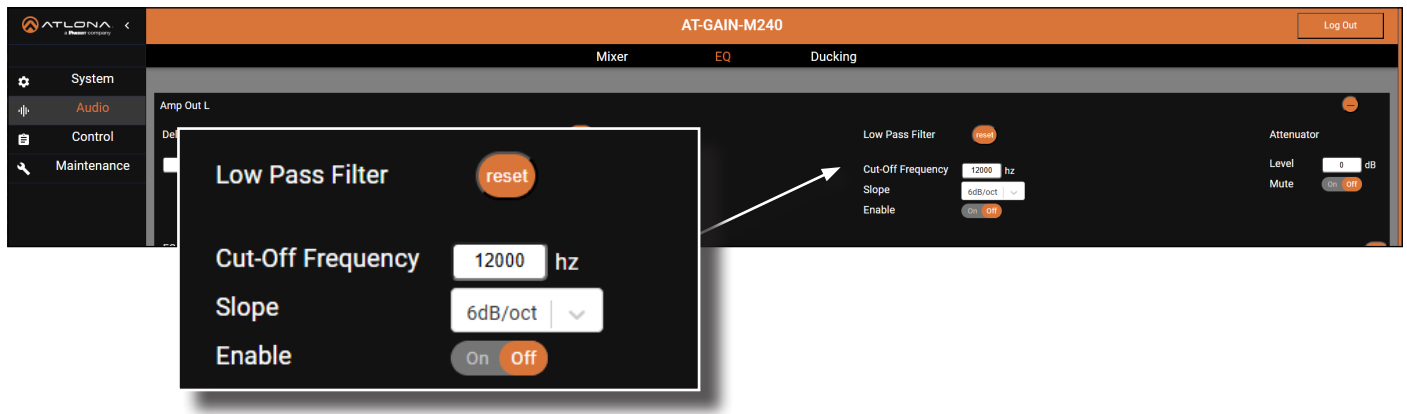 ATLONA
a Panduit company
AT-GAIN-M240
Log Out
Mixer EQ Ducking
System
Audio
Control
Maintenance
Amp Out L
Low Pass Filter reset
Cut-Off Frequency 12000 hz
Slope 6dB/oct
Enable On Off
Attenuator
Level 0 dB
Mute On Off
Low Pass Filter reset
Cut-Off Frequency 12000 hz
Slope 6dB/oct
Enable On Off